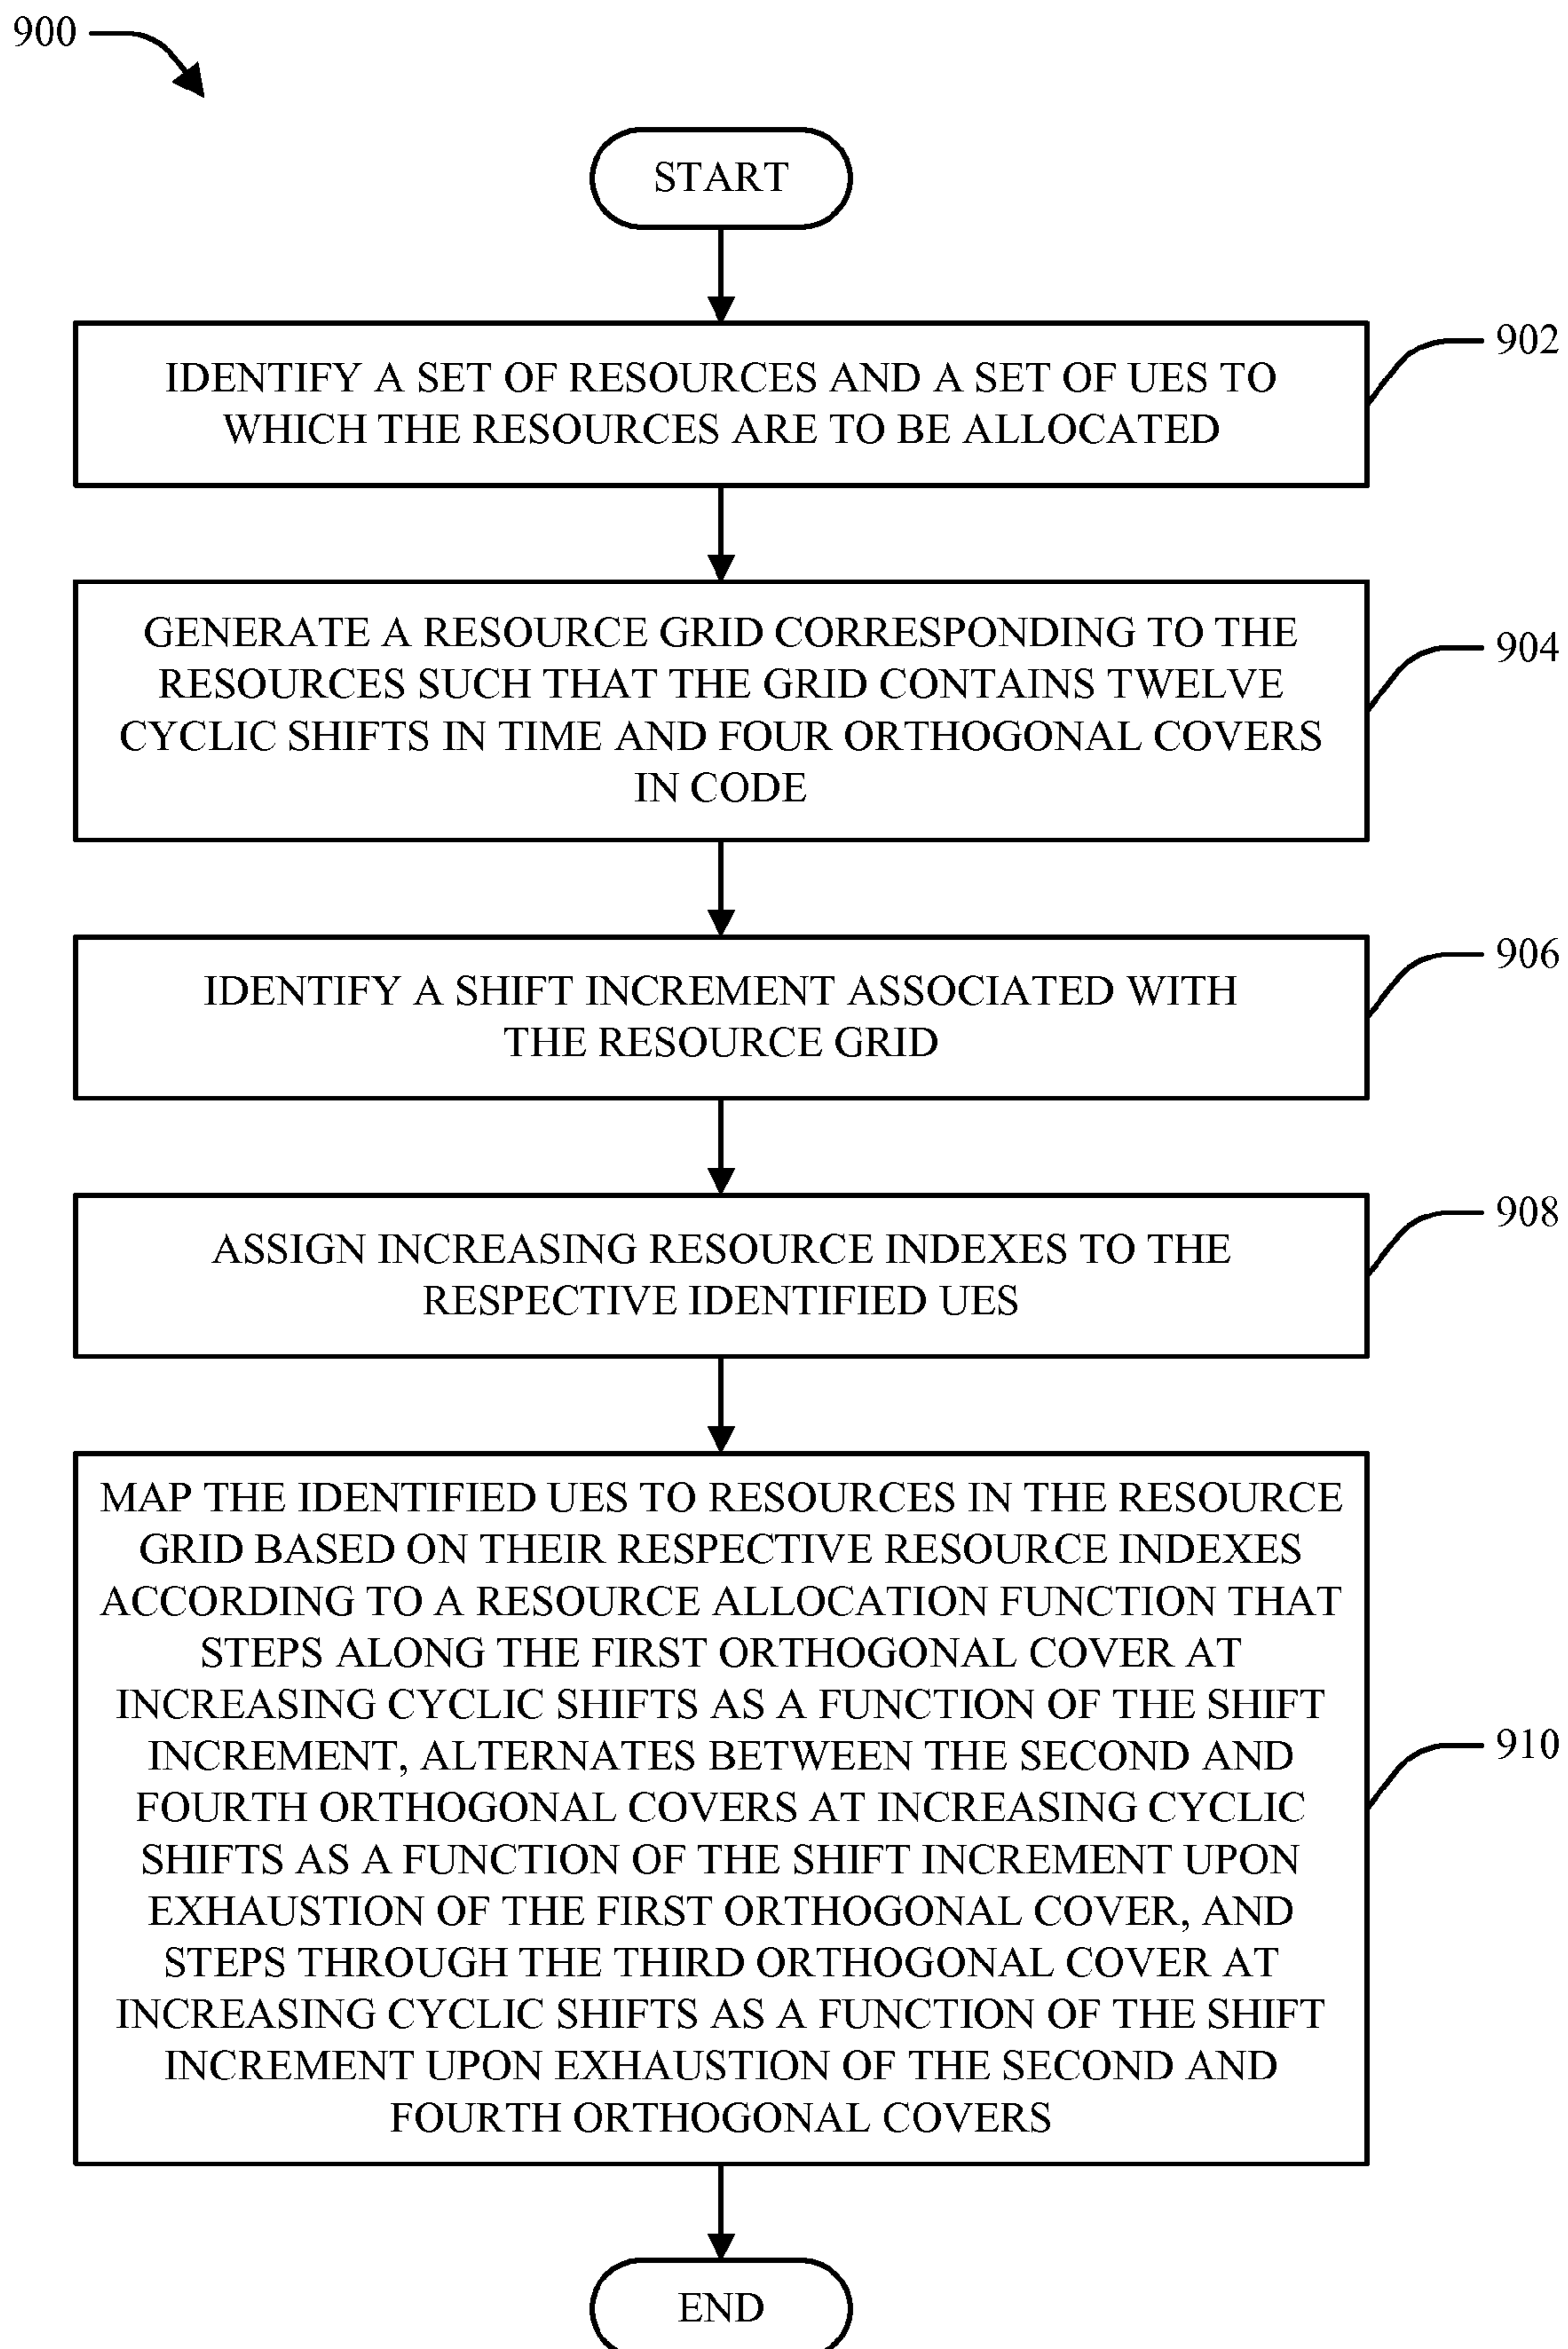 900
START
IDENTIFY A SET OF RESOURCES AND A SET OF UES TO
WHICH THE RESOURCES ARE TO BE ALLOCATED
902
GENERATE A RESOURCE GRID CORRESPONDING TO THE
RESOURCES SUCH THAT THE GRID CONTAINS TWELVE
CYCLIC SHIFTS IN TIME AND FOUR ORTHOGONAL COVERS
IN CODE
904
IDENTIFY A SHIFT INCREMENT ASSOCIATED WITH
THE RESOURCE GRID
906
ASSIGN INCREASING RESOURCE INDEXES TO THE
RESPECTIVE IDENTIFIED UES
908
MAP THE IDENTIFIED UES TO RESOURCES IN THE RESOURCE
GRID BASED ON THEIR RESPECTIVE RESOURCE INDEXES
ACCORDING TO A RESOURCE ALLOCATION FUNCTION THAT
STEPS ALONG THE FIRST ORTHOGONAL COVER AT
INCREASING CYCLIC SHIFTS AS A FUNCTION OF THE SHIFT
INCREMENT, ALTERNATES BETWEEN THE SECOND AND
FOURTH ORTHOGONAL COVERS AT INCREASING CYCLIC
SHIFTS AS A FUNCTION OF THE SHIFT INCREMENT UPON
EXHAUSTION OF THE FIRST ORTHOGONAL COVER, AND
STEPS THROUGH THE THIRD ORTHOGONAL COVER AT
INCREASING CYCLIC SHIFTS AS A FUNCTION OF THE SHIFT
INCREMENT UPON EXHAUSTION OF THE SECOND AND
FOURTH ORTHOGONAL COVERS
910
END